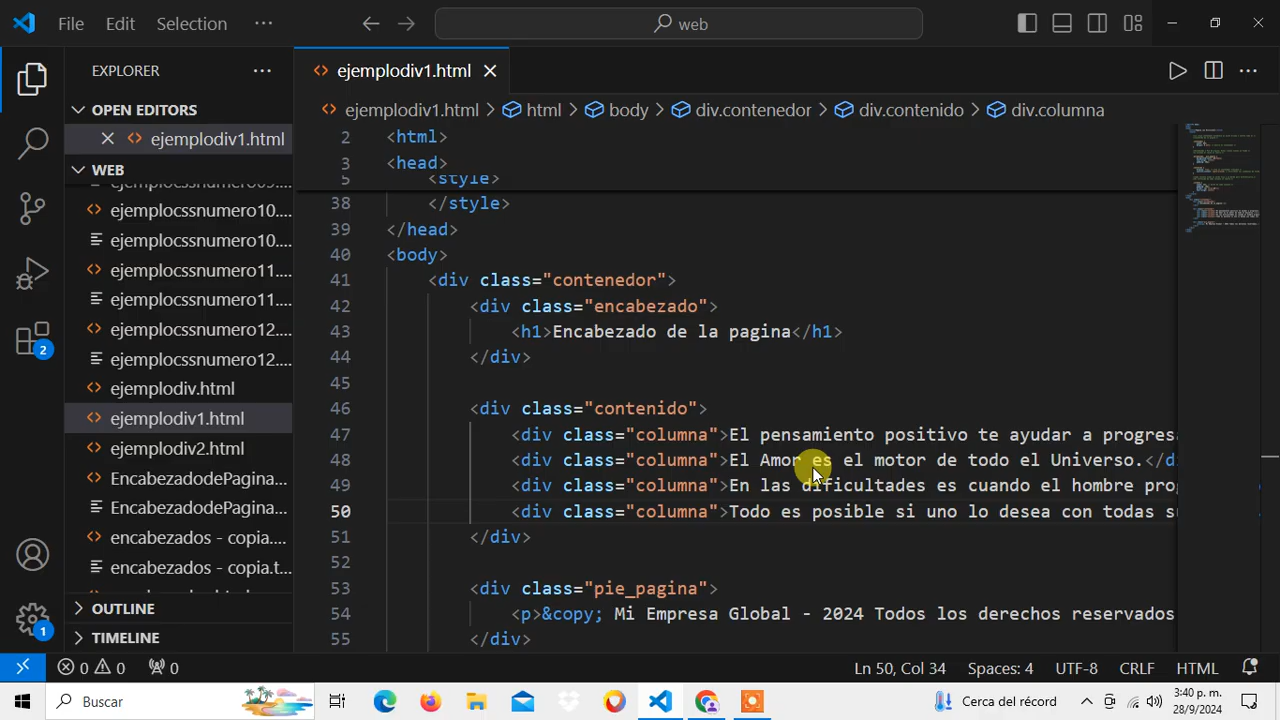 File Edit Selection ··· web
EXPLORER ···
ejemplodiv1.html
OPEN EDITORS
ejemplodiv1.html
WEB
ejemplocssnumero10....
ejemplocssnumero10....
ejemplocssnumero11....
ejemplocssnumero11....
ejemplocssnumero12....
ejemplocssnumero12....
ejemplodiv.html
ejemplodiv1.html
ejemplodiv2.html
EncabezadodePagina...
EncabezadodePagina...
encabezados - copia....
encabezados - copia.t...
OUTLINE
TIMELINE
2
1
ejemplodiv1.html > html > body > div.contenedor > div.contenido > div.columna
2 <html>
3 <head>
5 <style>
38 </style>
39 </head>
40 <body>
41 <div class="contenedor">
42 <div class="encabezado">
43 <h1>Encabezado de la pagina</h1>
44 </div>
45
46 <div class="contenido">
47 <div class="columna">El pensamiento positivo te ayudar a progresa
48 <div class="columna">El Amor es el motor de todo el Universo.</d
49 <div class="columna">En las dificultades es cuando el hombre pro
50 <div class="columna">Todo es posible si uno lo desea con todas s
51 </div>
52
53 <div class="pie_pagina">
54 <p>&copy; Mi Empresa Global - 2024 Todos los derechos reservados
55 </div>
0 0 0 Ln 50, Col 34 Spaces: 4 UTF-8 CRLF HTML
Buscar Cerca del récord 3:40 p. m.
28/9/2024